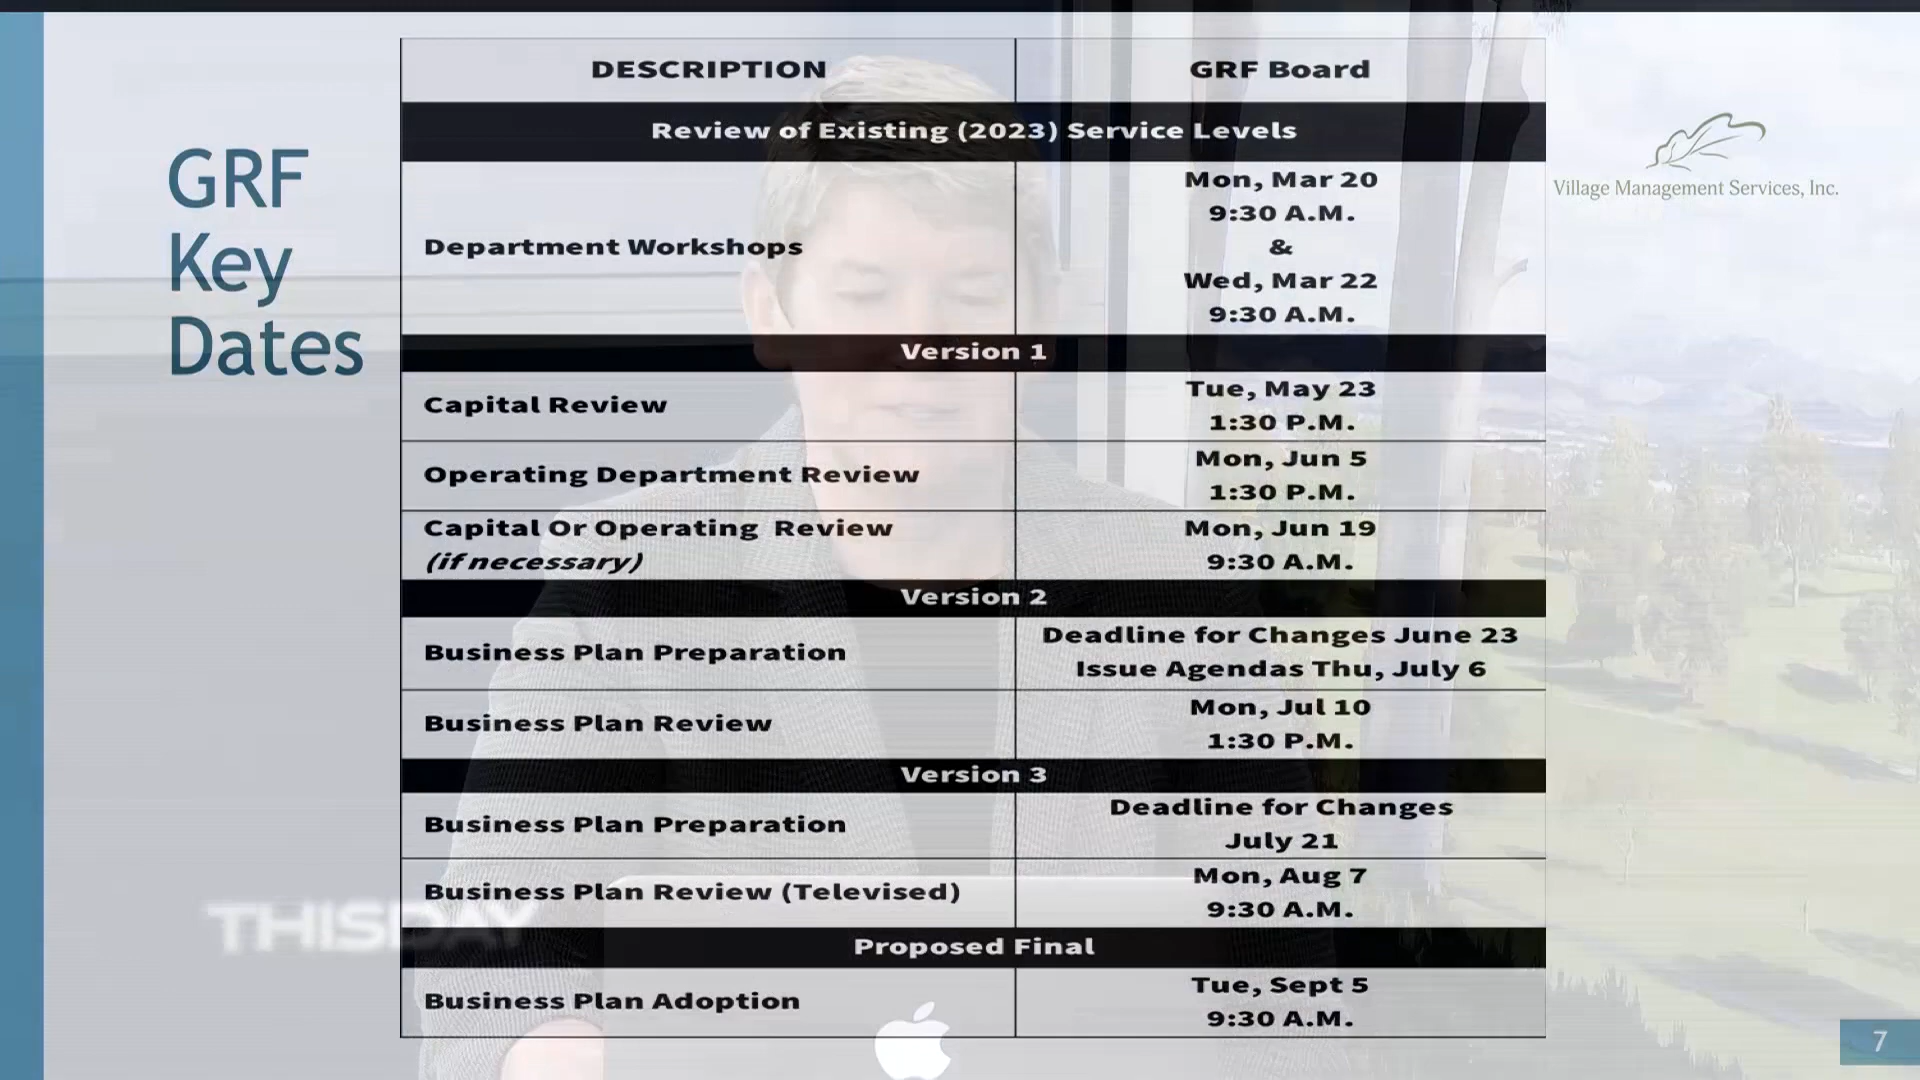 GRF
Key
Dates
DESCRIPTION
GRF Board
Review of Existing (2023) Service Levels
Department Workshops
Mon, Mar 20
9:30 A.M.
&
Wed, Mar 22
9:30 A.M.
Version 1
Capital Review
Tue, May 23
1:30 P.M.
Operating Department Review
Mon, Jun 5
1:30 P.M.
Capital Or Operating Review
(if necessary)
Mon, Jun 19
9:30 A.M.
Version 2
Business Plan Preparation
Deadline for Changes June 23
Issue Agendas Thu, July 6
Business Plan Review
Mon, Jul 10
1:30 P.M.
Version 3
Business Plan Preparation
Deadline for Changes
July 21
Business Plan Review (Televised)
Mon, Aug 7
9:30 A.M.
Proposed Final
Business Plan Adoption
Tue, Sept 5
9:30 A.M.
Village Management Services, Inc.
THISDAY
7